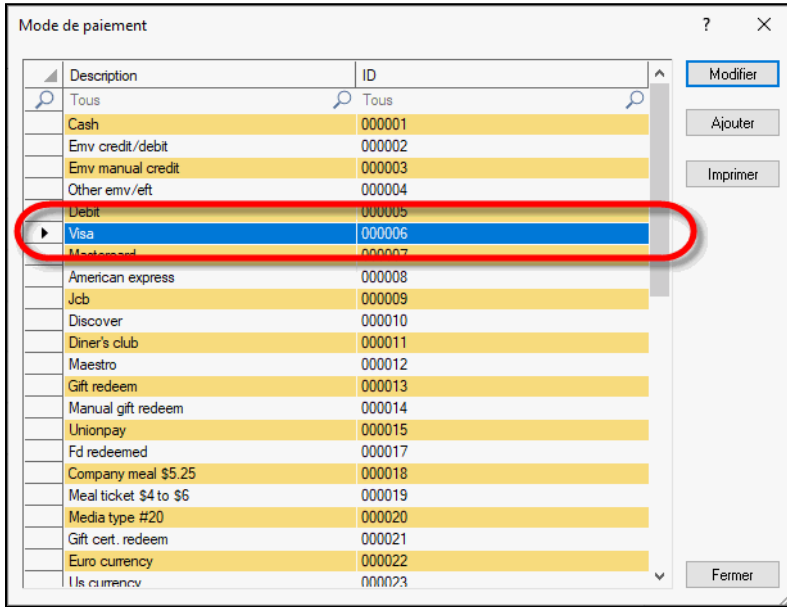 Mode de paiement
? ×
Description ID
Tous Tous
Cash 000001
Emv credit/debit 000002
Emv manual credit 000003
Other emv/eft 000004
Debit 000005
Visa 000006
Mastercard 000007
American express 000008
Jcb 000009
Discover 000010
Diner's club 000011
Maestro 000012
Gift redeem 000013
Manual gift redeem 000014
Unionpay 000015
Fd redeemed 000017
Company meal $5.25 000018
Meal ticket $4 to $6 000019
Media type #20 000020
Gift cert. redeem 000021
Euro currency 000022
Us currency 000023
Modifier
Ajouter
Imprimer
Fermer